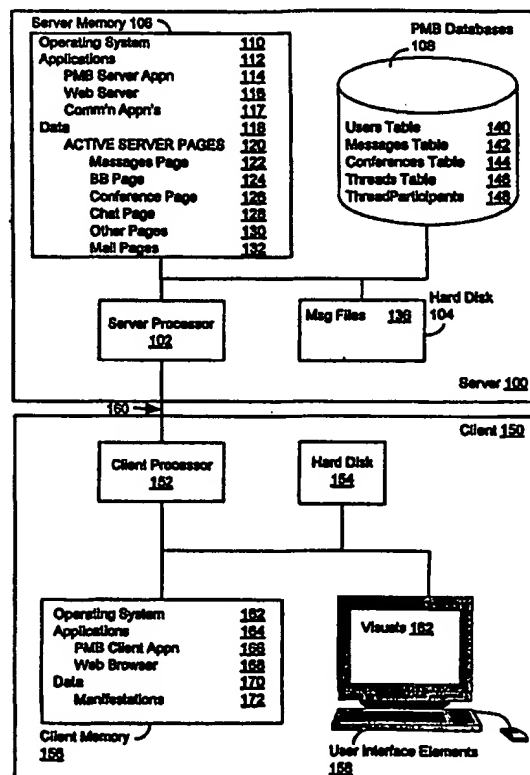 Server Memory 106
Operating System 110
Applications 112
PMB Server Appn 114
Web Server 116
Comm'n Appn's 117
Data 118
ACTIVE SERVER PAGES 120
Messages Page 122
BB Page 124
Conference Page 126
Chat Page 128
Other Pages 130
Mail Pages 132
PMB Databases
108
Users Table 140
Messages Table 142
Conferences Table 144
Threads Table 146
ThreadParticipants 148
Server Processor
102
Msg Files 136
Hard Disk
104
Server 100
160
Client 150
Client Processor
152
Hard Disk
154
Operating System 162
Applications 164
PMB Client Appn 166
Web Browser 168
Data 170
Manifestations 172
Client Memory
156
Visuals 182
User Interface Elements
158